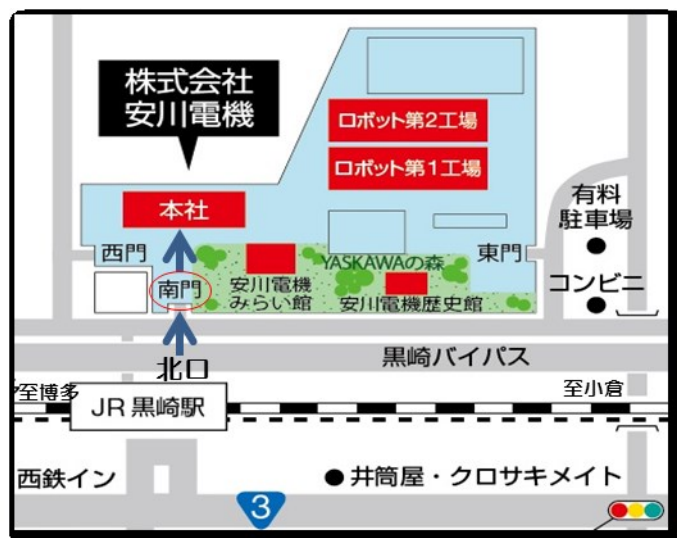 株式会社
安川電機
ロボット第2工場
ロボット第1工場
本社
有料
駐車場
西門
YASKAWAの森
東門
南門
安川電機
みらい館
安川電機歴史館
コンビニ
北口
黒崎バイパス
至博多
至小倉
JR 黒崎駅
西鉄イン
井筒屋・クロサキメイト
3